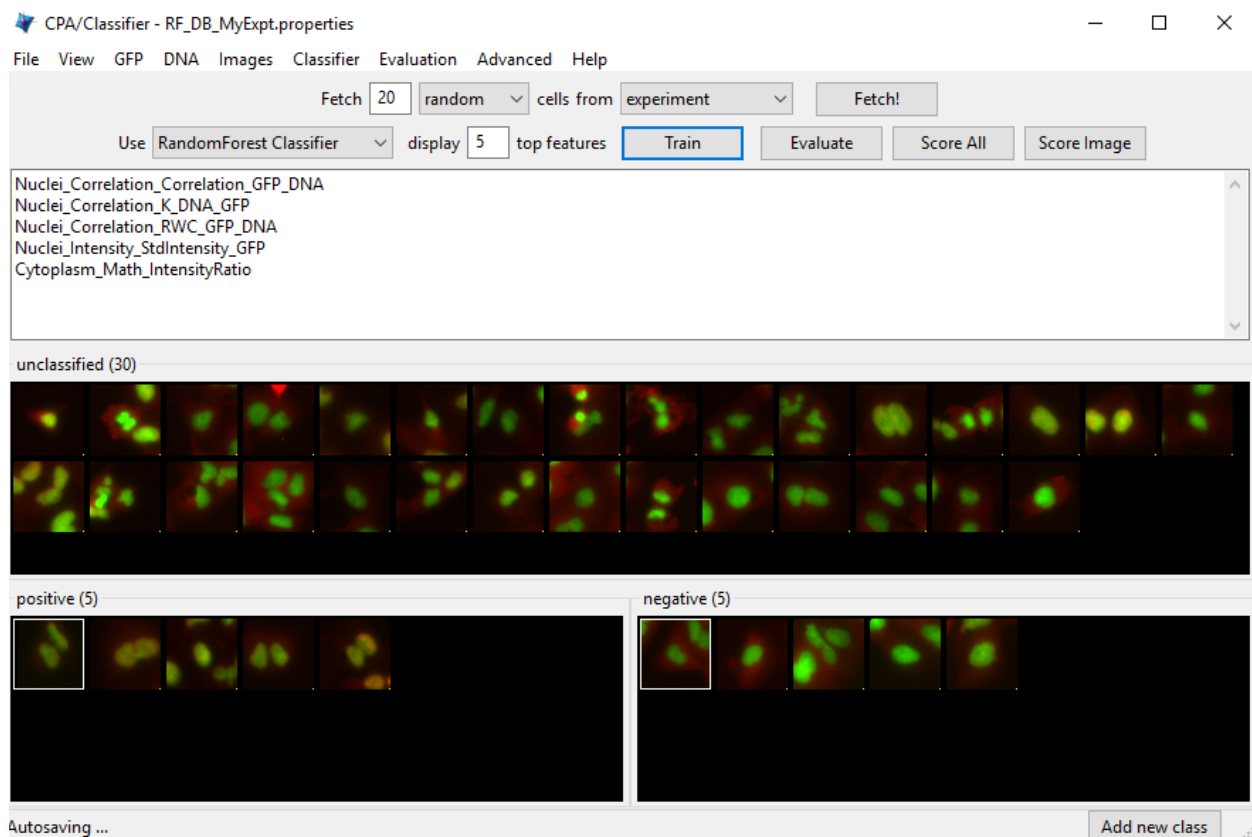 CPA/Classifier - RF_DB_MyExpt.properties
File View GFP DNA Images Classifier Evaluation Advanced Help
Fetch 20 random cells from experiment Fetch!
Use RandomForest Classifier display 5 top features Train Evaluate Score All Score Image
Nuclei_Correlation_Correlation_GFP_DNA
Nuclei_Correlation_K_DNA_GFP
Nuclei_Correlation_RWC_GFP_DNA
Nuclei_Intensity_StdIntensity_GFP
Cytoplasm_Math_IntensityRatio
unclassified (30)
positive (5) negative (5)
Autosaving ... Add new class